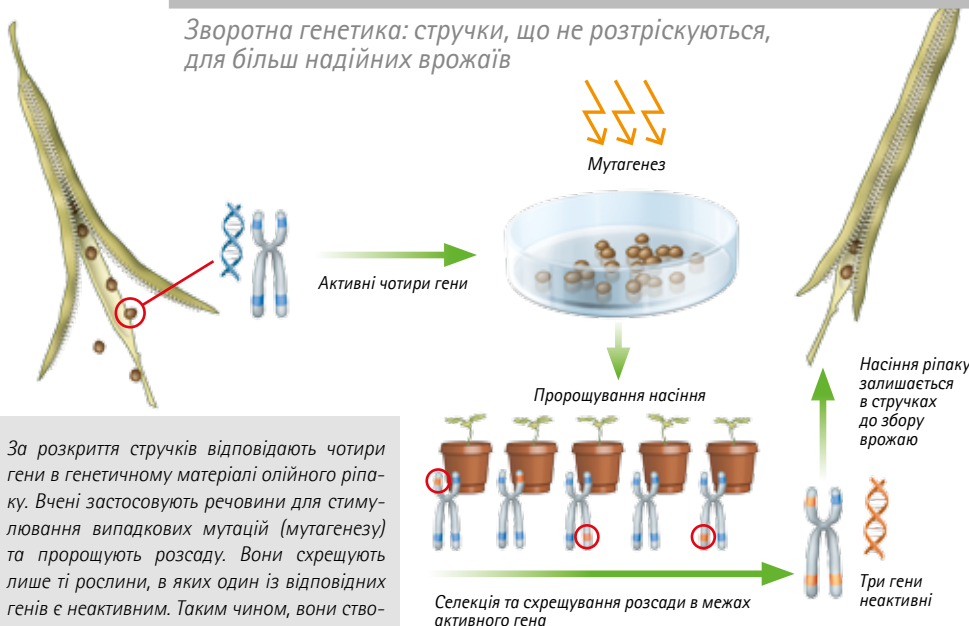 Зворотна генетика: стручки, що не розтріскуються,
для більш надійних врожаїв
Мутагенез
Активні чотири гени
Пророщування насіння
Насіння ріпаку
залишається
в стручках
до збору
врожаю
За розкриття стручків відповідають чотири
гени в генетичному матеріалі олійного ріпа-
ку. Вчені застосовують речовини для стиму-
лювання випадкових мутацій (мутагенезу)
та пророщують розсаду. Вони схрещують
лише ті рослини, в яких один із відповідних
генів є неактивним. Таким чином, вони ство-
Селекція та схрещування розсади в межах
активного гена
Три гени
неактивні